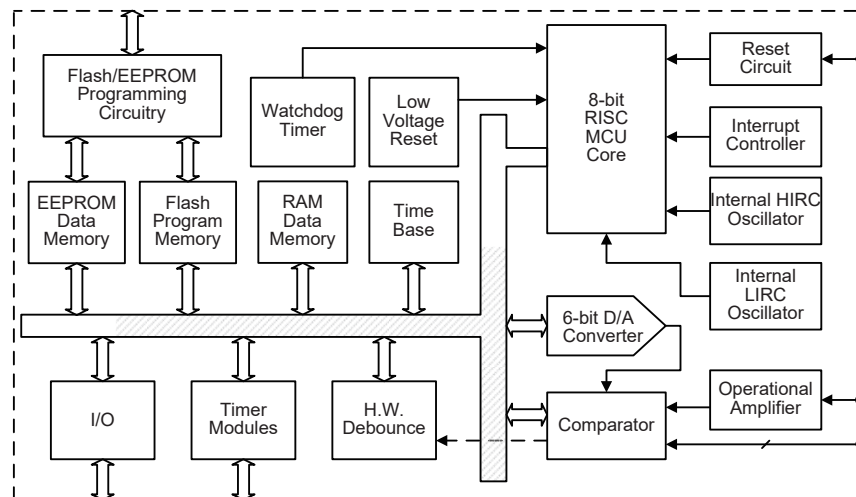 Flash/EEPROM
Programming
Circuitry
Watchdog
Timer
Low
Voltage
Reset
8-bit
RISC
MCU
Core
Reset
Circuit
Interrupt
Controller
EEPROM
Data
Memory
Flash
Program
Memory
RAM
Data
Memory
Time
Base
Internal HIRC
Oscillator
Internal
LIRC
Oscillator
6-bit D/A
Converter
I/O
Timer
Modules
H.W.
Debounce
Comparator
Operational
Amplifier